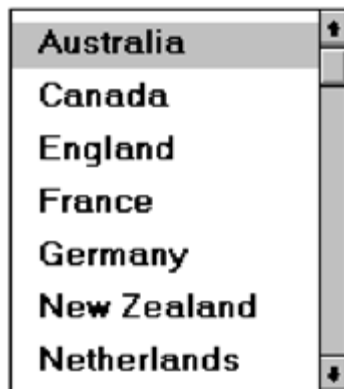 Australia
Canada
England
France
Germany
New Zealand
Netherlands